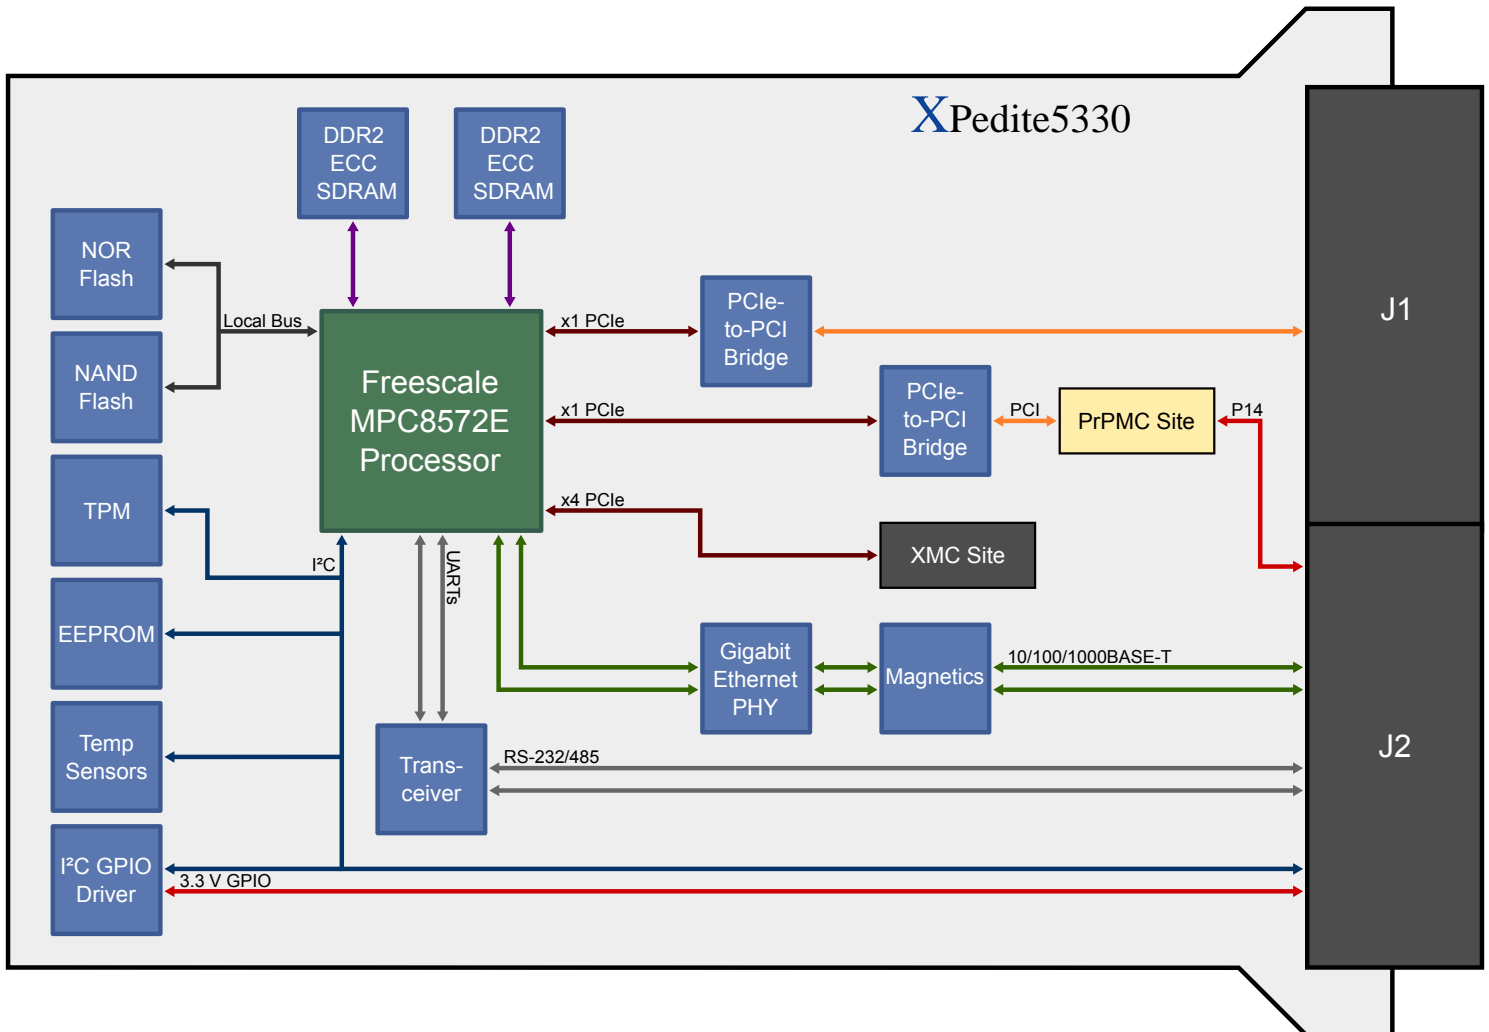 XPedite5330
DDR2
ECC
SDRAM
DDR2
ECC
SDRAM
NOR
Flash
NAND
Flash
Local Bus
TPM
EEPROM
Temp
Sensors
I²C GPIO
Driver
I²C
3.3 V GPIO
Freescale
MPC8572E
Processor
UARTs
Trans-
ceiver
RS-232/485
x1 PCIe
PCIe-
to-PCI
Bridge
x1 PCIe
PCIe-
to-PCI
Bridge
PCI
PrPMC Site
P14
x4 PCIe
XMC Site
Gigabit
Ethernet
PHY
Magnetics
10/100/1000BASE-T
J1
J2